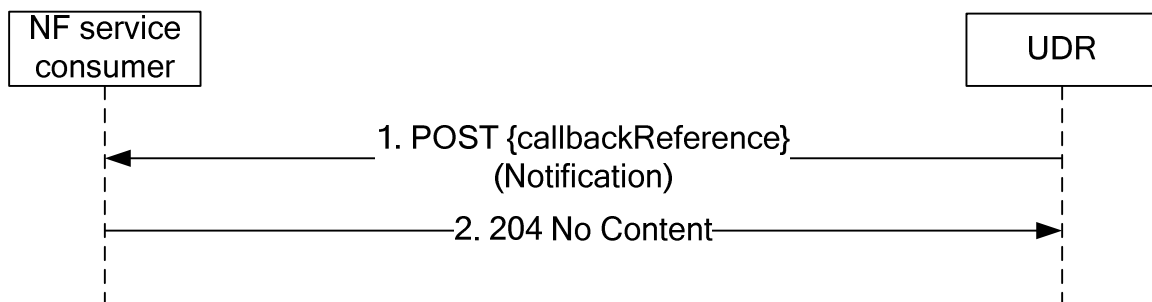 NF service
consumer
UDR
1. POST {callbackReference}
(Notification)
2. 204 No Content